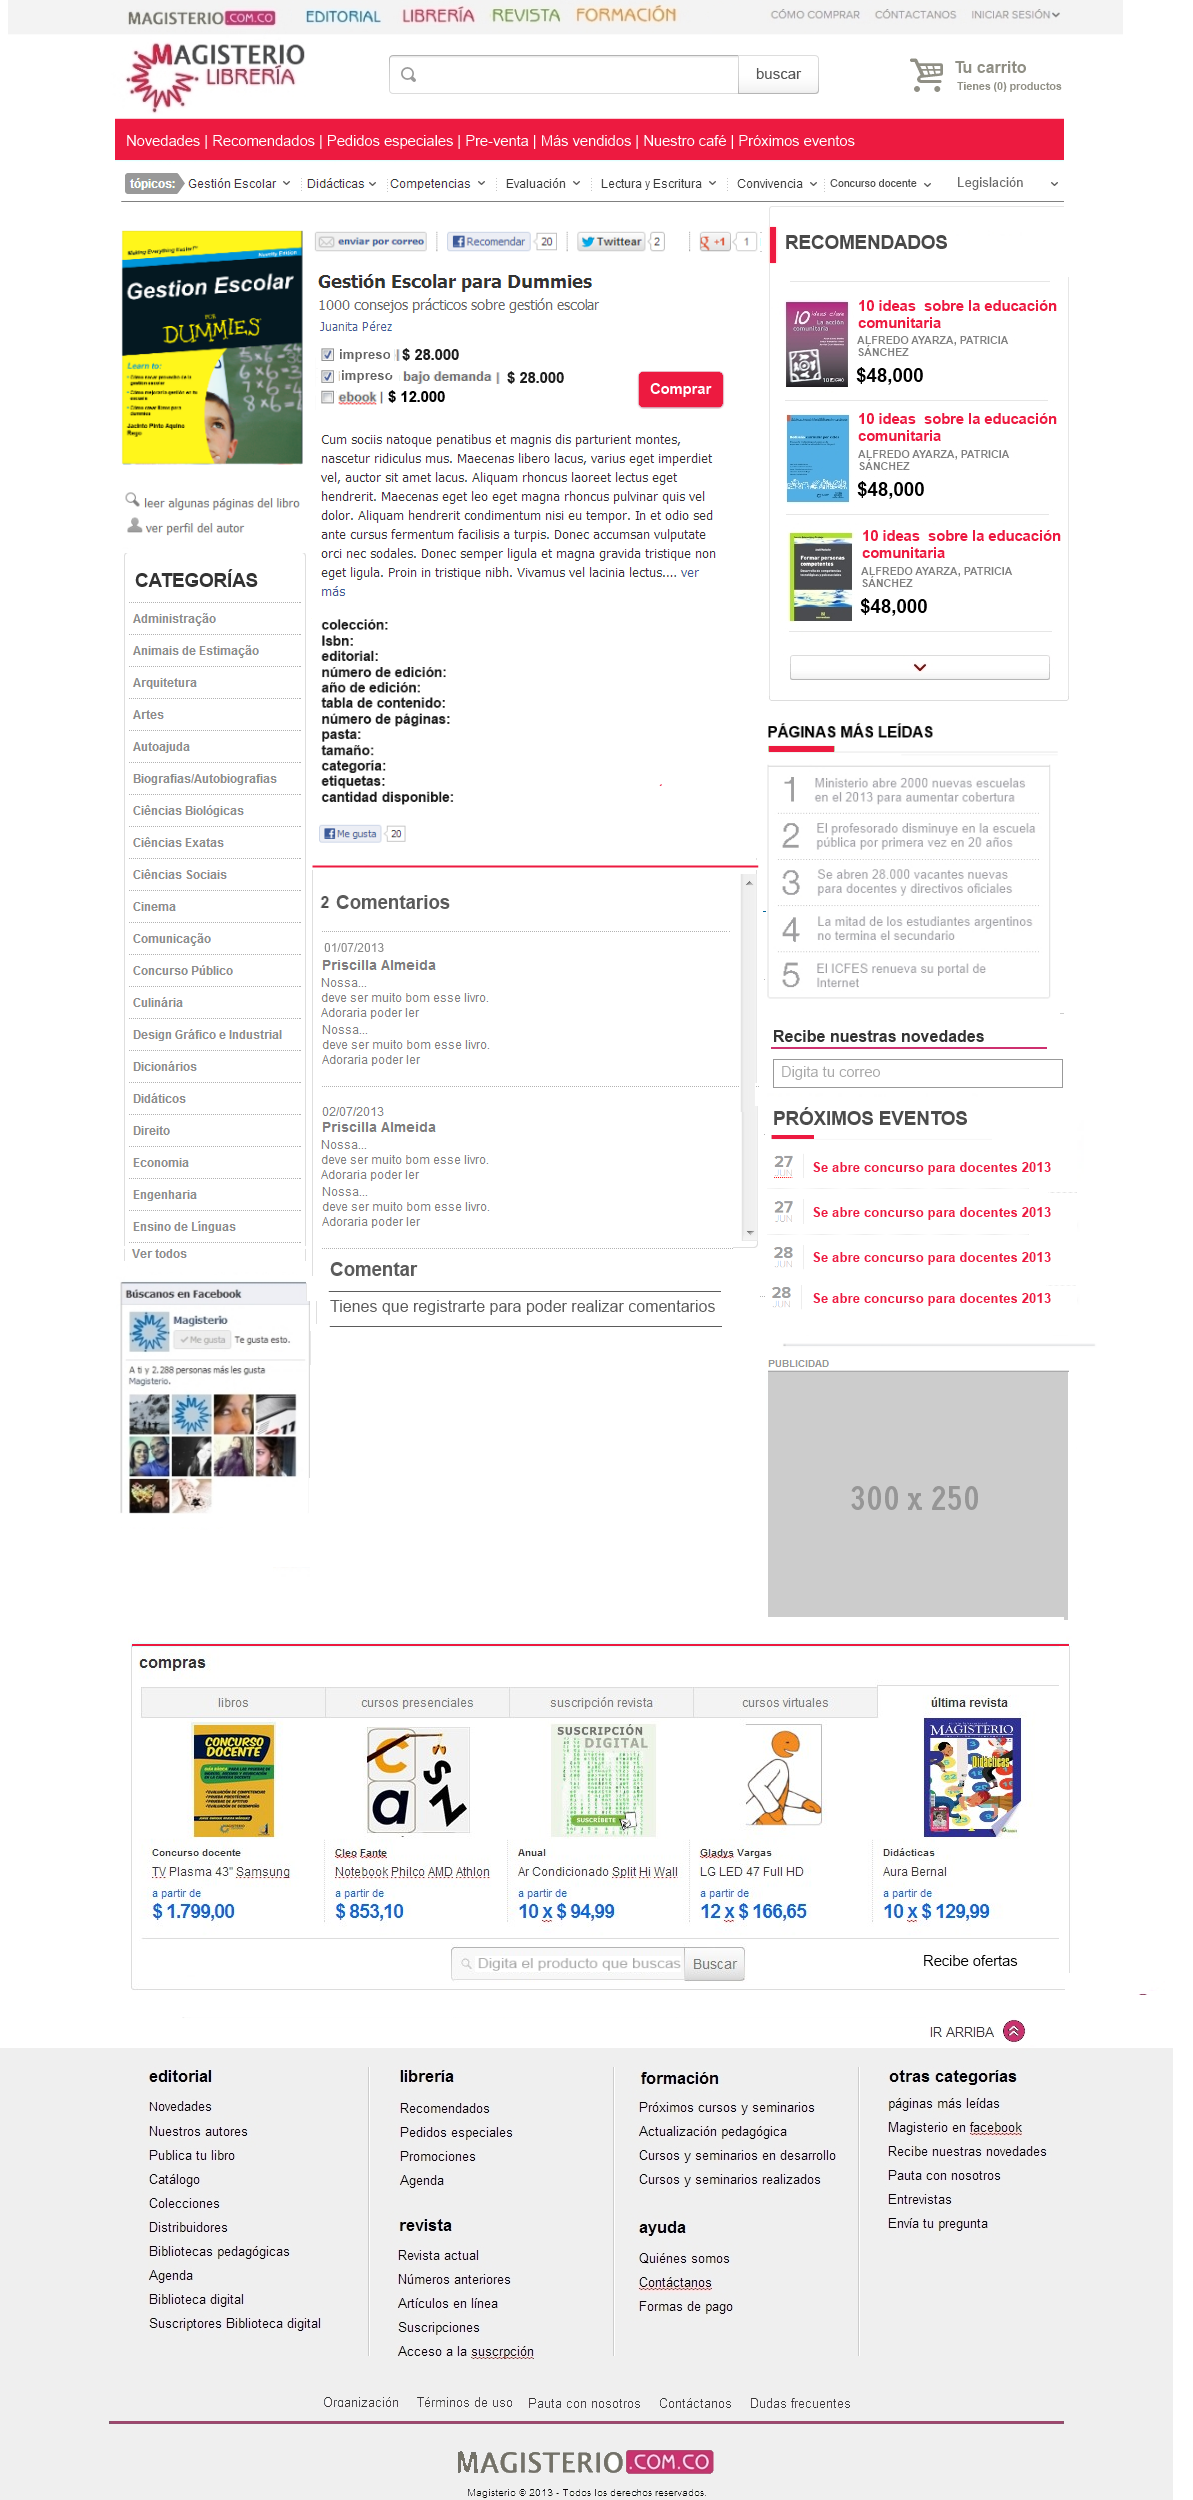 MAGISTERIO.COM.CO EDITORIAL LIBRERÍA REVISTA FORMACIÓN CÓMO COMPRAR CÓNTACTANOS INICIAR SESIÓN
MAGISTERIO
LIBRERÍA
buscar
Tu carrito
Tienes (0) productos
Novedades | Recomendados | Pedidos especiales | Pre-venta | Más vendidos | Nuestro café | Próximos eventos
tópicos: Gestión Escolar Didácticas Competencias Evaluación Lectura y Escritura Convivencia Concurso docente Legislación
Making Everything Easier!
Gestion Escolar
FOR
DUMMIES
Learn to:
Jacinto Pinto Aquino
Rego
leer algunas páginas del libro
ver perfil del autor
enviar por correo Recomendar 20 Twittear 2 +1 1
Gestión Escolar para Dummies
1000 consejos prácticos sobre gestión escolar
Juanita Pérez
impreso | $ 28.000
impreso bajo demanda | $ 28.000
ebook | $ 12.000
Comprar
Cum sociis natoque penatibus et magnis dis parturient montes,
nascetur ridiculus mus. Maecenas libero lacus, varius eget imperdiet
vel, auctor sit amet lacus. Aliquam rhoncus laoreet lectus eget
hendrerit. Maecenas eget leo eget magna rhoncus pulvinar quis vel
dolor. Aliquam hendrerit condimentum nisi eu tempor. In et odio sed
ante cursus fermentum facilisis a turpis. Donec accumsan vulputate
orci nec sodales. Donec semper ligula et magna gravida tristique non
eget ligula. Proin in tristique nibh. Vivamus vel lacinia lectus.... ver
más
colección:
Isbn:
editorial:
número de edición:
año de edición:
tabla de contenido:
número de páginas:
pasta:
tamaño:
categoría:
etiquetas:
cantidad disponible:
Me gusta 20
CATEGORÍAS
Administração
Animais de Estimação
Arquitetura
Artes
Autoajuda
Biografias/Autobiografias
Ciências Biológicas
Ciências Exatas
Ciências Sociais
Cinema
Comunicação
Concurso Público
Culinária
Design Gráfico e Industrial
Dicionários
Didáticos
Direito
Economia
Engenharia
Ensino de Línguas
Ver todos
Búscanos en Facebook
Magisterio
Me gusta Te gusta esto.
A ti y 2.288 personas más les gusta
Magisterio.
2 Comentarios
01/07/2013
Priscilla Almeida
Nossa...
deve ser muito bom esse livro.
Adoraria poder ler
Nossa...
deve ser muito bom esse livro.
Adoraria poder ler
02/07/2013
Priscilla Almeida
Nossa...
deve ser muito bom esse livro.
Adoraria poder ler
Nossa...
deve ser muito bom esse livro.
Adoraria poder ler
Comentar
Tienes que registrarte para poder realizar comentarios
RECOMENDADOS
10 ideas clave
La acción
comunitaria
10 ideas sobre la educación
comunitaria
ALFREDO AYARZA, PATRICIA
SÁNCHEZ
$48,000
10 ideas sobre la educación
comunitaria
ALFREDO AYARZA, PATRICIA
SÁNCHEZ
$48,000
Formar personas
competentes
10 ideas sobre la educación
comunitaria
ALFREDO AYARZA, PATRICIA
SÁNCHEZ
$48,000
PÁGINAS MÁS LEÍDAS
1 Ministerio abre 2000 nuevas escuelas
en el 2013 para aumentar cobertura
2 El profesorado disminuye en la escuela
pública por primera vez en 20 años
3 Se abren 28.000 vacantes nuevas
para docentes y directivos oficiales
4 La mitad de los estudiantes argentinos
no termina el secundario
5 El ICFES renueva su portal de
Internet
Recibe nuestras novedades
Digita tu correo
PRÓXIMOS EVENTOS
27 JUN Se abre concurso para docentes 2013
27 JUN Se abre concurso para docentes 2013
28 JUN Se abre concurso para docentes 2013
28 JUN Se abre concurso para docentes 2013
PUBLICIDAD
300 x 250
compras
libros cursos presenciales suscripción revista cursos virtuales última revista
CONCURSO
DOCENTE
SUSCRIPCIÓN
DIGITAL
SUSCRÍBETE
MAGISTERIO
Didácticas
Concurso docente Cleo Fante Anual Gladys Vargas Didácticas
TV Plasma 43" Samsung Notebook Philco AMD Athlon Ar Condicionado Split Hi Wall LG LED 47 Full HD Aura Bernal
a partir de a partir de a partir de a partir de a partir de
$ 1.799,00 $ 853,10 10 x $ 94,99 12 x $ 166,65 10 x $ 129,99
Digita el producto que buscas Buscar Recibe ofertas
IR ARRIBA
editorial
Novedades
Nuestros autores
Publica tu libro
Catálogo
Colecciones
Distribuidores
Bibliotecas pedagógicas
Agenda
Biblioteca digital
Suscriptores Biblioteca digital
librería
Recomendados
Pedidos especiales
Promociones
Agenda
revista
Revista actual
Números anteriores
Artículos en línea
Suscripciones
Acceso a la suscrpción
formación
Próximos cursos y seminarios
Actualización pedagógica
Cursos y seminarios en desarrollo
Cursos y seminarios realizados
ayuda
Quiénes somos
Contáctanos
Formas de pago
otras categorías
páginas más leídas
Magisterio en facebook
Recibe nuestras novedades
Pauta con nosotros
Entrevistas
Envía tu pregunta
Organización Términos de uso Pauta con nosotros Contáctanos Dudas frecuentes
MAGISTERIO.COM.CO
Magisterio © 2013 - Todos los derechos reservados.